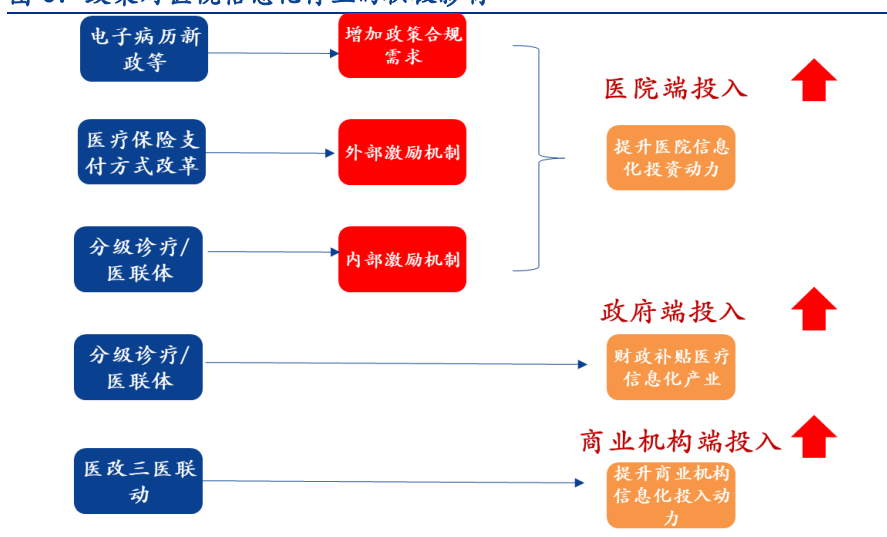 电子病历新
政等
增加政策合规
需求
医院端投入
医疗保险支
付方式改革
外部激励机制
提升医院信息
化投资动力
分级诊疗/
医联体
内部激励机制
政府端投入
分级诊疗/
医联体
财政补贴医疗
信息化产业
商业机构端投入
医改三医联
动
提升商业机构
信息化投入动
力